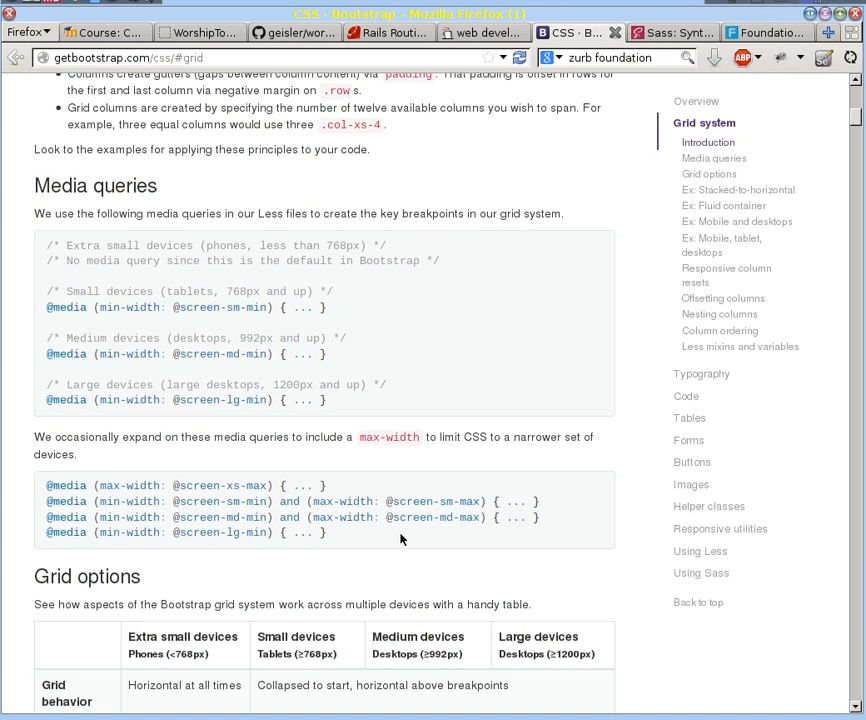 CSS · Bootstrap - Mozilla Firefox [1]
Firefox▾ Course: C... WorshipTo... geisler/wor... Rails Routi... web devel... CSS · B... Sass: Synt... Foundatio...
getbootstrap.com/css/#grid zurb foundation ABP
Columns create gutters (gaps between column content) via padding. That padding is offset in rows for
the first and last column via negative margin on .row s.
Grid columns are created by specifying the number of twelve available columns you wish to span. For
example, three equal columns would use three .col-xs-4.
Look to the examples for applying these principles to your code.
Media queries
We use the following media queries in our Less files to create the key breakpoints in our grid system.
/* Extra small devices (phones, less than 768px) */
/* No media query since this is the default in Bootstrap */
/* Small devices (tablets, 768px and up) */
@media (min-width: @screen-sm-min) { ... }
/* Medium devices (desktops, 992px and up) */
@media (min-width: @screen-md-min) { ... }
/* Large devices (large desktops, 1200px and up) */
@media (min-width: @screen-lg-min) { ... }
We occasionally expand on these media queries to include a max-width to limit CSS to a narrower set of
devices.
@media (max-width: @screen-xs-max) { ... }
@media (min-width: @screen-sm-min) and (max-width: @screen-sm-max) { ... }
@media (min-width: @screen-md-min) and (max-width: @screen-md-max) { ... }
@media (min-width: @screen-lg-min) { ... }
Grid options
See how aspects of the Bootstrap grid system work across multiple devices with a handy table.
Extra small devices Small devices Medium devices Large devices
Phones (<768px) Tablets (≥768px) Desktops (≥992px) Desktops (≥1200px)
Grid Horizontal at all times Collapsed to start, horizontal above breakpoints
behavior
Overview
Grid system
Introduction
Media queries
Grid options
Ex: Stacked-to-horizontal
Ex: Fluid container
Ex: Mobile and desktops
Ex: Mobile, tablet,
desktops
Responsive column
resets
Offsetting columns
Nesting columns
Column ordering
Less mixins and variables
Typography
Code
Tables
Forms
Buttons
Images
Helper classes
Responsive utilities
Using Less
Using Sass
Back to top